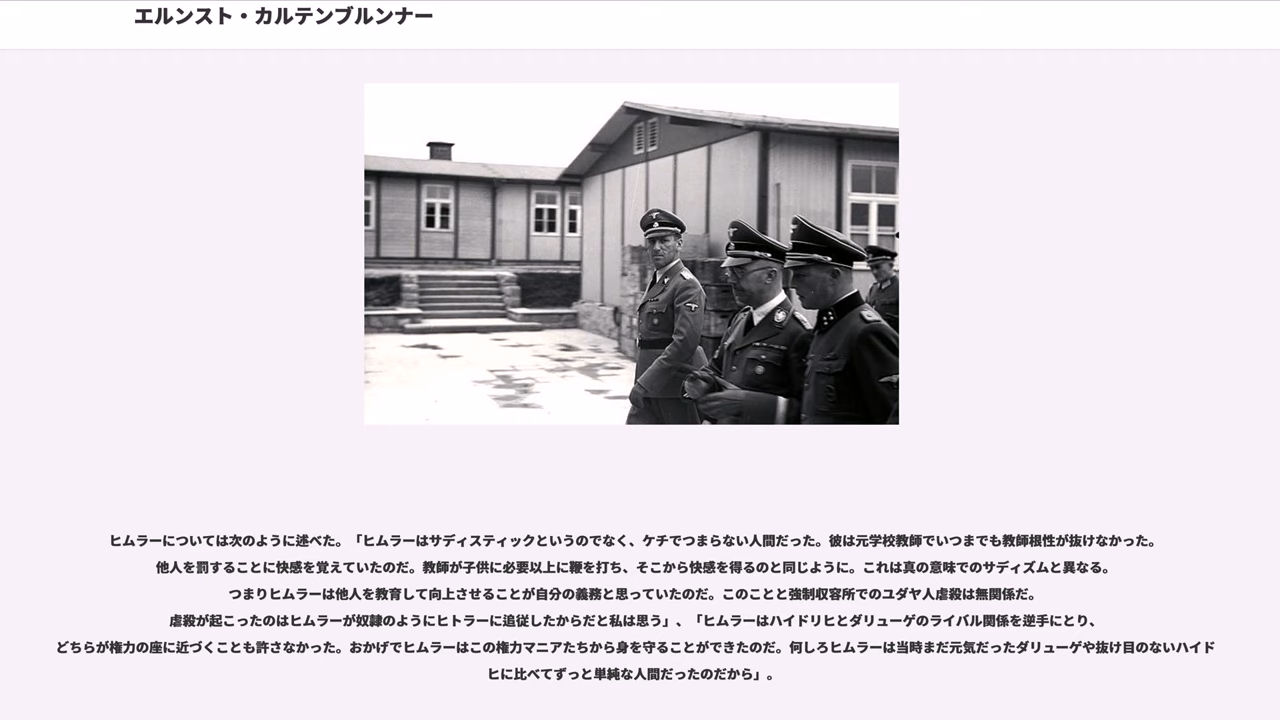 エルンスト・カルテンブルンナー
ヒムラーについては次のように述べた。「ヒムラーはサディスティックというのでなく、ケチでつまらない人間だった。彼は元学校教師でいつまでも教師根性が抜けなかった。
他人を罰することに快感を覚えていたのだ。教師が子供に必要以上に鞭を打ち、そこから快感を得るのと同じように。これは真の意味でのサディズムと異なる。
つまりヒムラーは他人を教育して向上させることが自分の義務と思っていたのだ。このことと強制収容所でのユダヤ人虐殺は無関係だ。
虐殺が起こったのはヒムラーが奴隷のようにヒトラーに追従したからだと私は思う」、「ヒムラーはハイドリヒとダリューゲのライバル関係を逆手にとり、
どちらが権力の座に近づくことも許さなかった。おかげでヒムラーはこの権力マニアたちから身を守ることができたのだ。何しろヒムラーは当時まだ元気だったダリューゲや抜け目のないハイド
ヒに比べてずっと単純な人間だったのだから」。